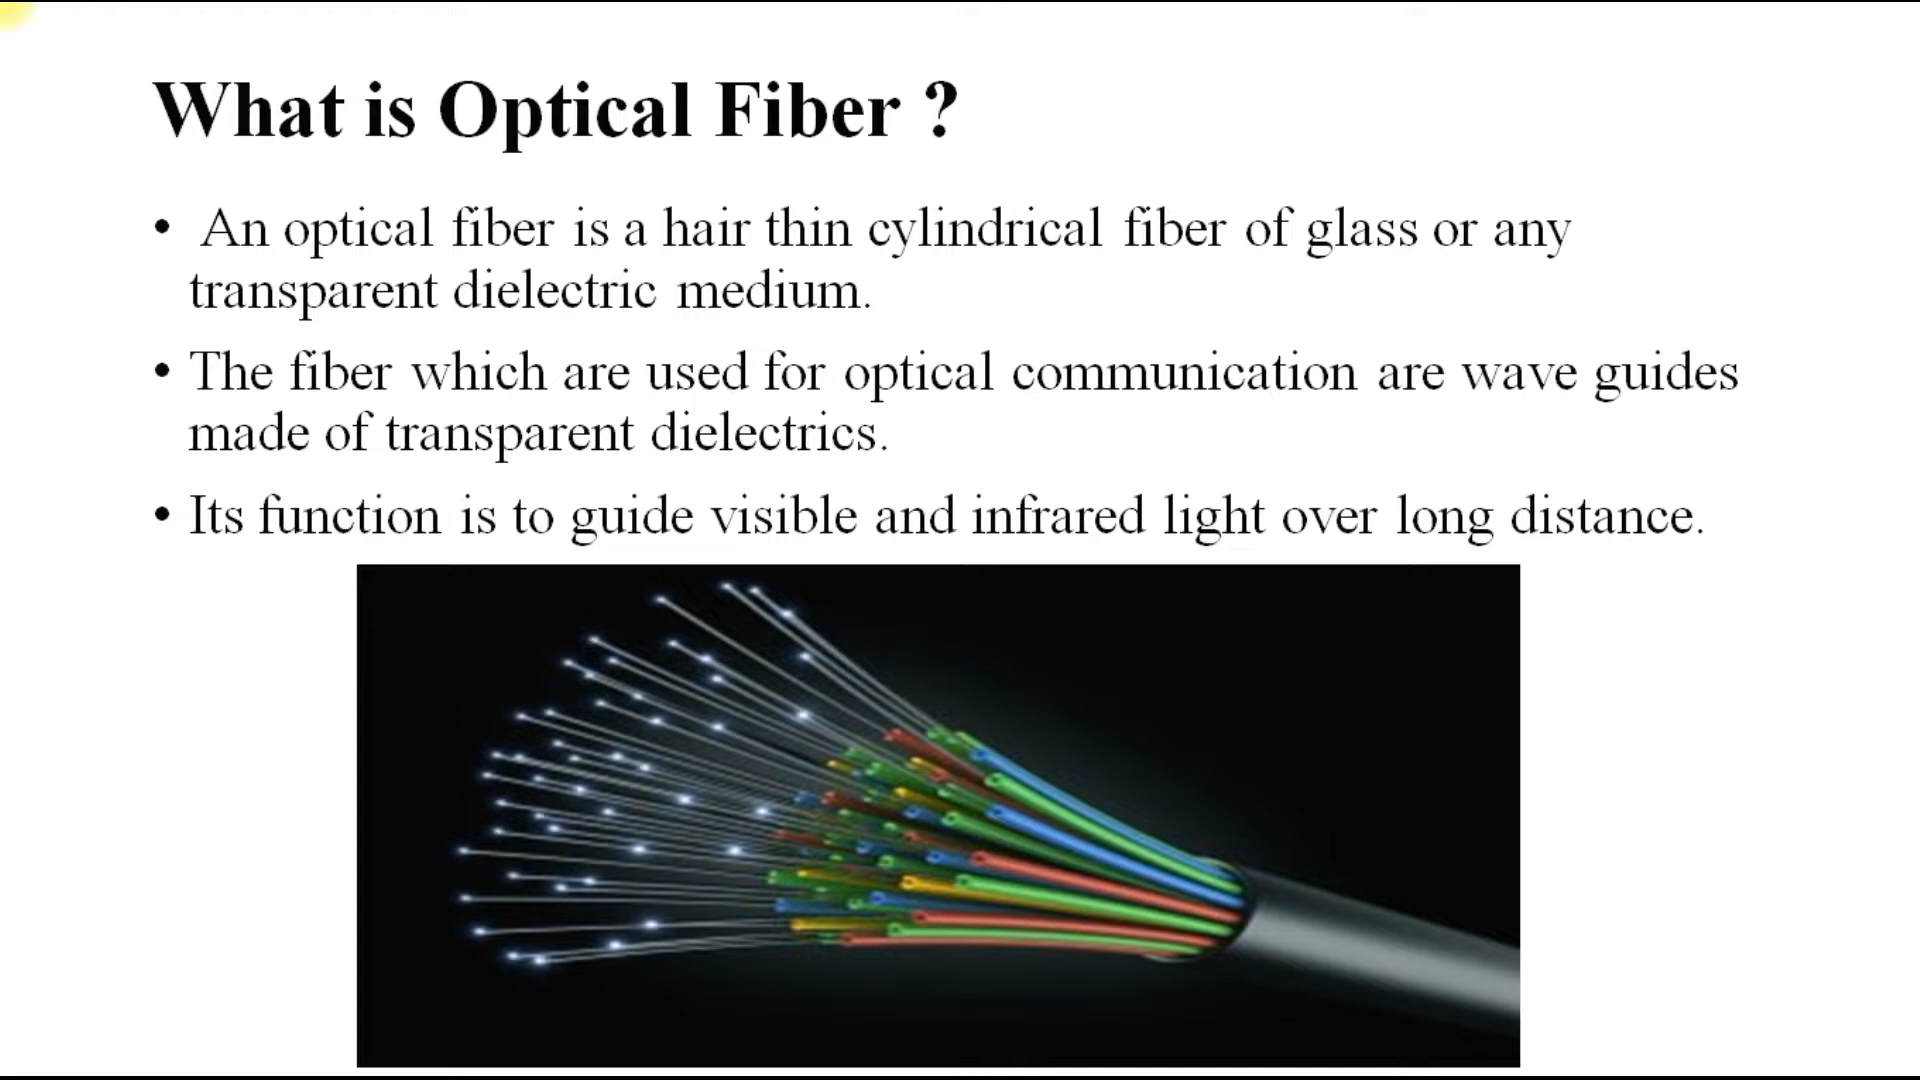 What is Optical Fiber ?
• An optical fiber is a hair thin cylindrical fiber of glass or any
transparent dielectric medium.
• The fiber which are used for optical communication are wave guides
made of transparent dielectrics.
• Its function is to guide visible and infrared light over long distance.